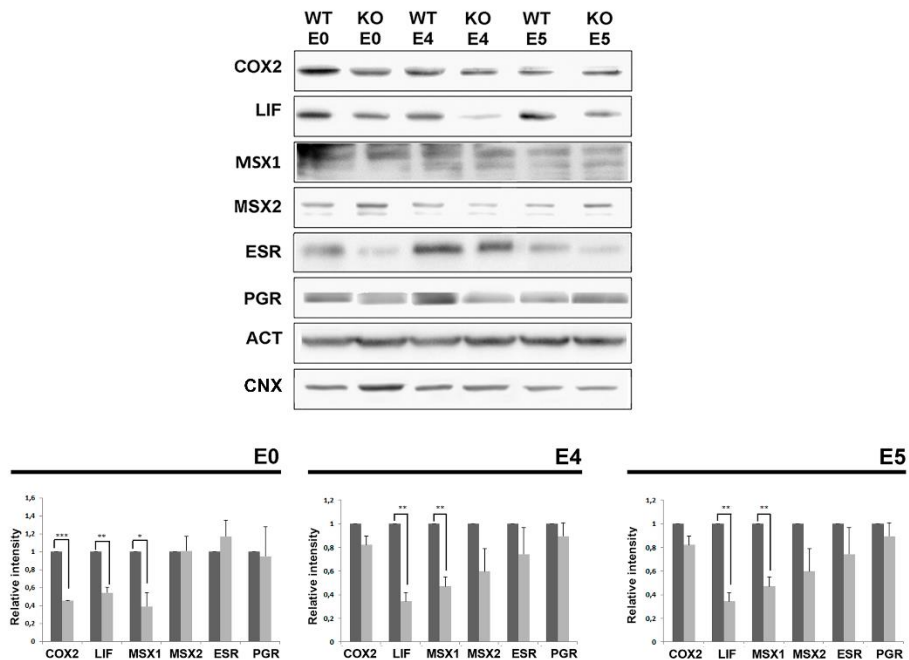 WT KO WT KO WT KO
E0 E0 E4 E4 E5 E5
COX2
LIF
MSX1
MSX2
ESR
PGR
ACT
CNX
E0
Relative intensity
1,6
1,4
1,2
1
0,8
0,6
0,4
0,2
0
*** ** *
COX2 LIF MSX1 MSX2 ESR PGR
E4
Relative intensity
1,2
1
0,8
0,6
0,4
0,2
0
** **
COX2 LIF MSX1 MSX2 ESR PGR
E5
Relative intensity
1,2
1
0,8
0,6
0,4
0,2
0
** **
COX2 LIF MSX1 MSX2 ESR PGR